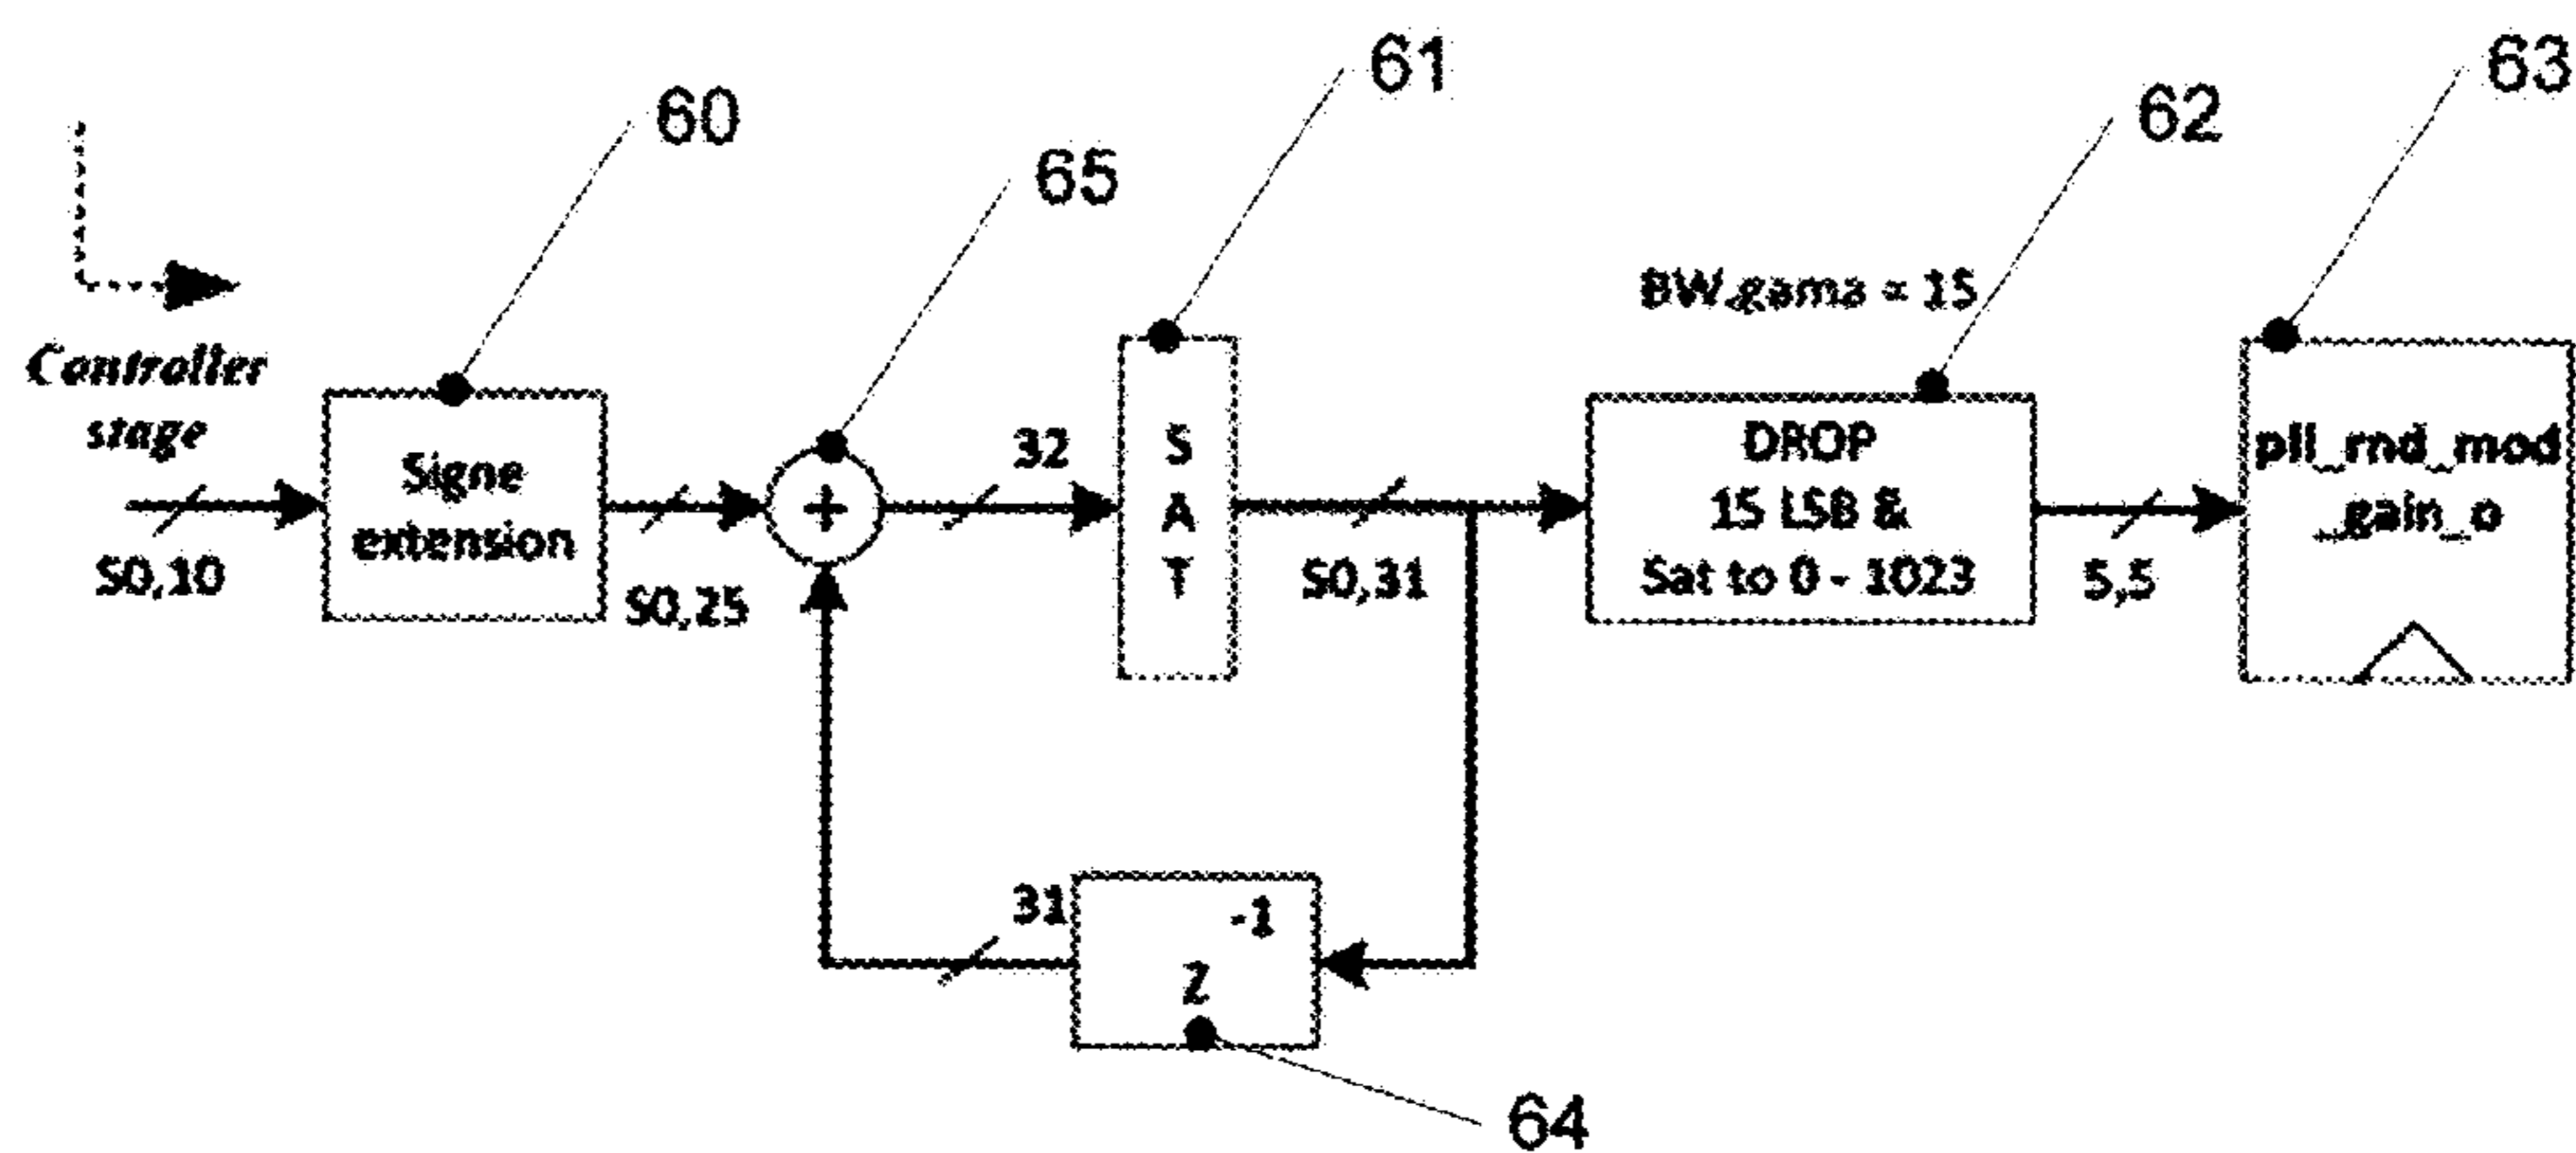 60
65
61
62
63
BW.gama = 15
Controller
stage
Signe
extension
+
32
S
A
T
DROP
15 LSB &
Sat to 0 - 1023
pll_rnd_mod
_gain_o
S0,10
S0,25
S0,31
5,5
31
-1
Z
64